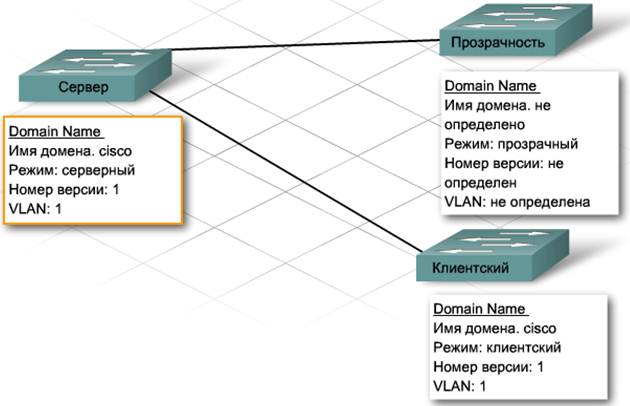 Прозрачность
Сервер
Domain Name
Имя домена. cisco
Режим: серверный
Номер версии: 1
VLAN: 1
Domain Name
Имя домена. не
определено
Режим: прозрачный
Номер версии: не
определен
VLAN: не определена
Клиентский
Domain Name
Имя домена. cisco
Режим: клиентский
Номер версии: 1
VLAN: 1